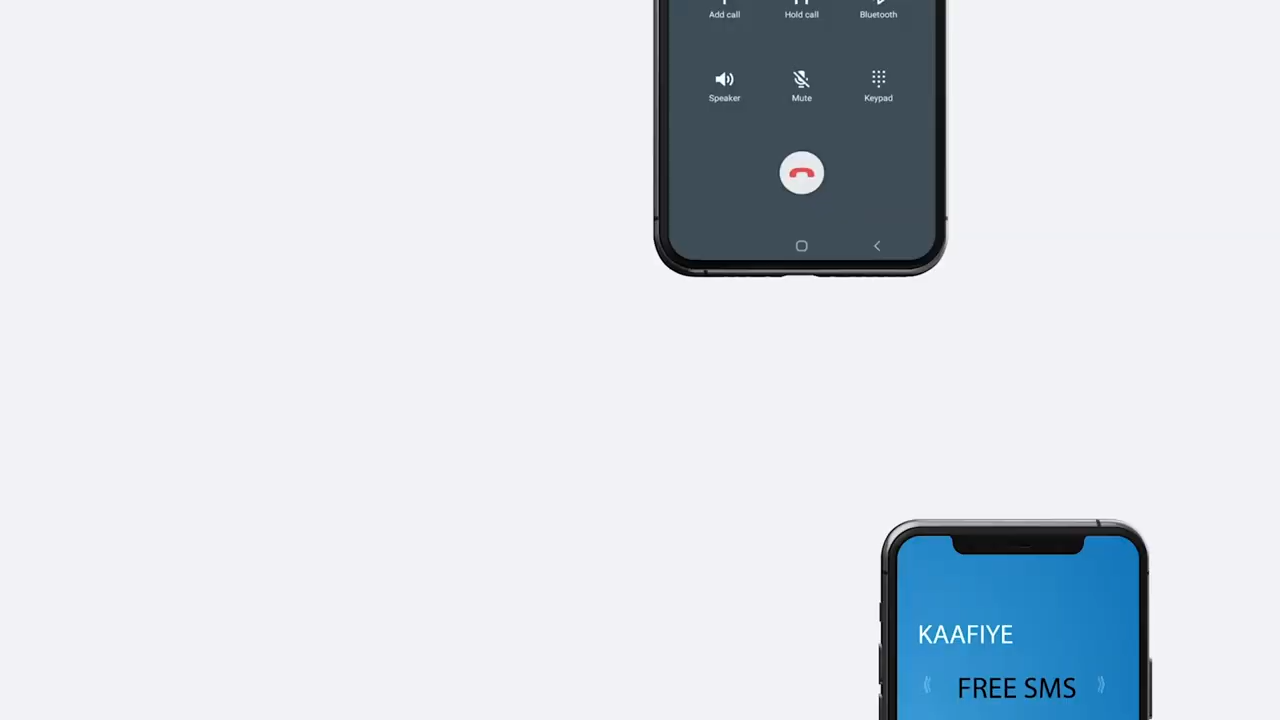 Add call Hold call Bluetooth
Speaker Mute Keypad
KAAFIYE
FREE SMS